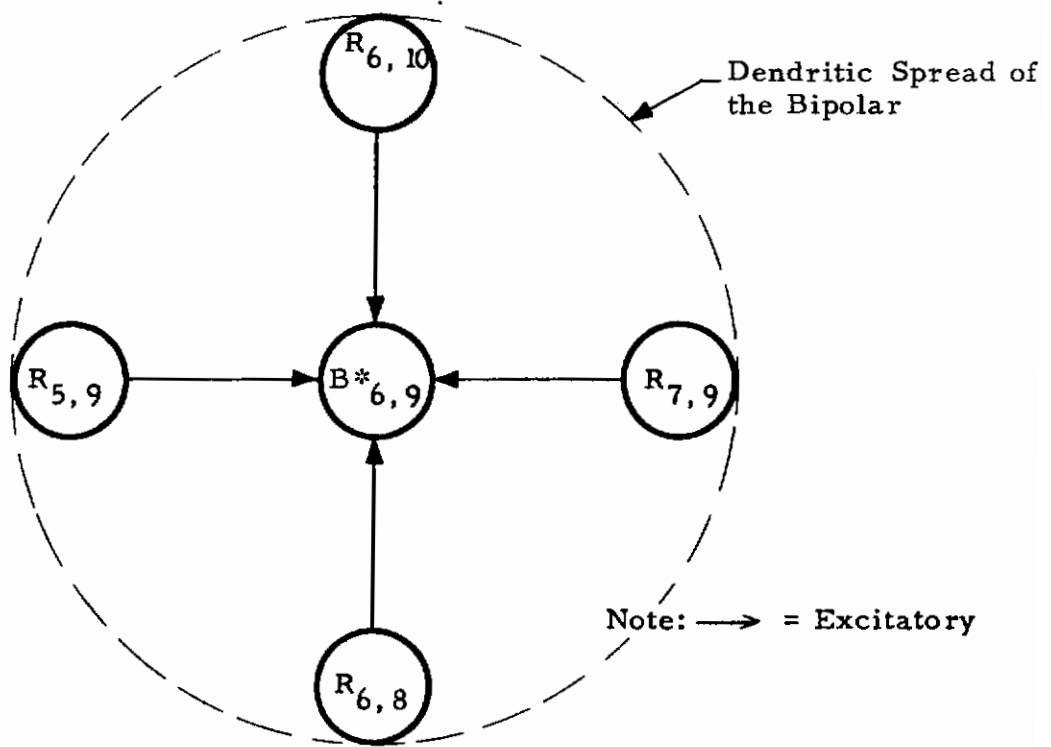 R6, 10
Dendritic Spread of
the Bipolar
R5, 9
B*6, 9
R7, 9
Note: ⟶ = Excitatory
R6, 8